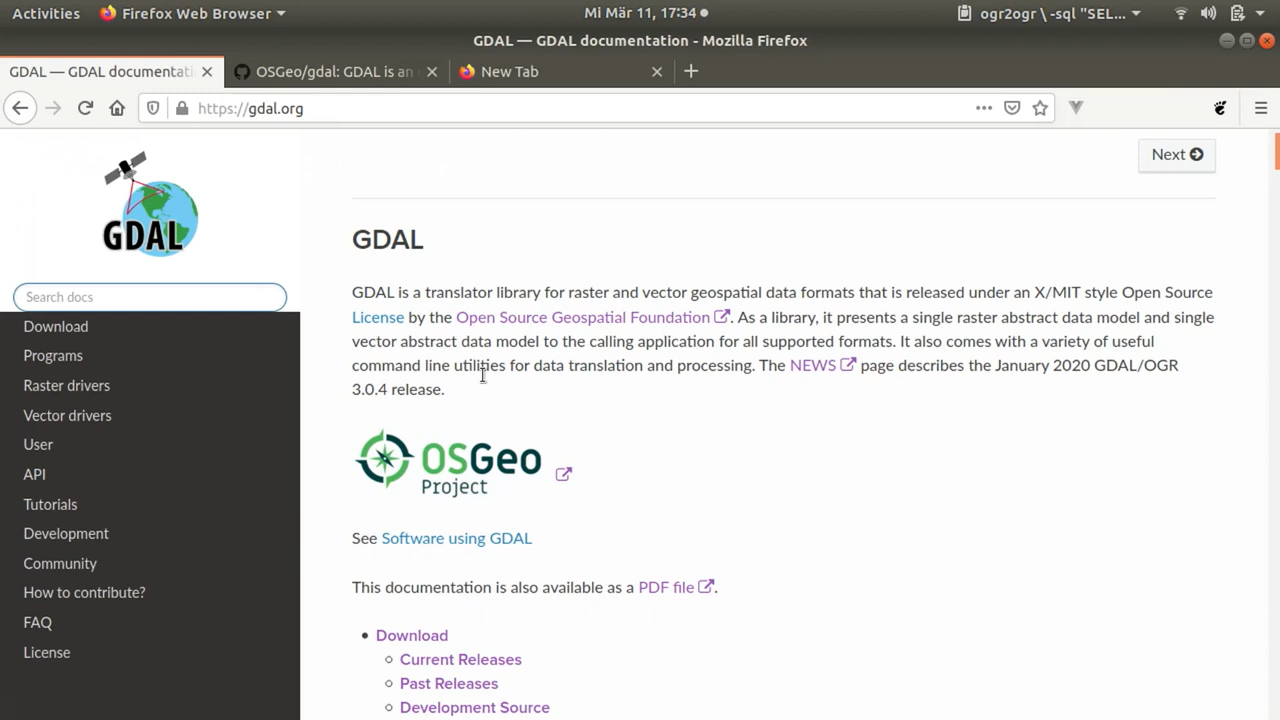 Activities Firefox Web Browser Mi Mär 11, 17:34 ogr2ogr \ -sql "SEL...
GDAL — GDAL documentation - Mozilla Firefox
GDAL — GDAL documentati OSGeo/gdal: GDAL is an New Tab
https://gdal.org
GDAL
Search docs
Download
Programs
Raster drivers
Vector drivers
User
API
Tutorials
Development
Community
How to contribute?
FAQ
License
Next
GDAL
GDAL is a translator library for raster and vector geospatial data formats that is released under an X/MIT style Open Source
License by the Open Source Geospatial Foundation . As a library, it presents a single raster abstract data model and single
vector abstract data model to the calling application for all supported formats. It also comes with a variety of useful
command line utilities for data translation and processing. The NEWS page describes the January 2020 GDAL/OGR
3.0.4 release.
OSGeo
Project
See Software using GDAL
This documentation is also available as a PDF file .
Download
Current Releases
Past Releases
Development Source